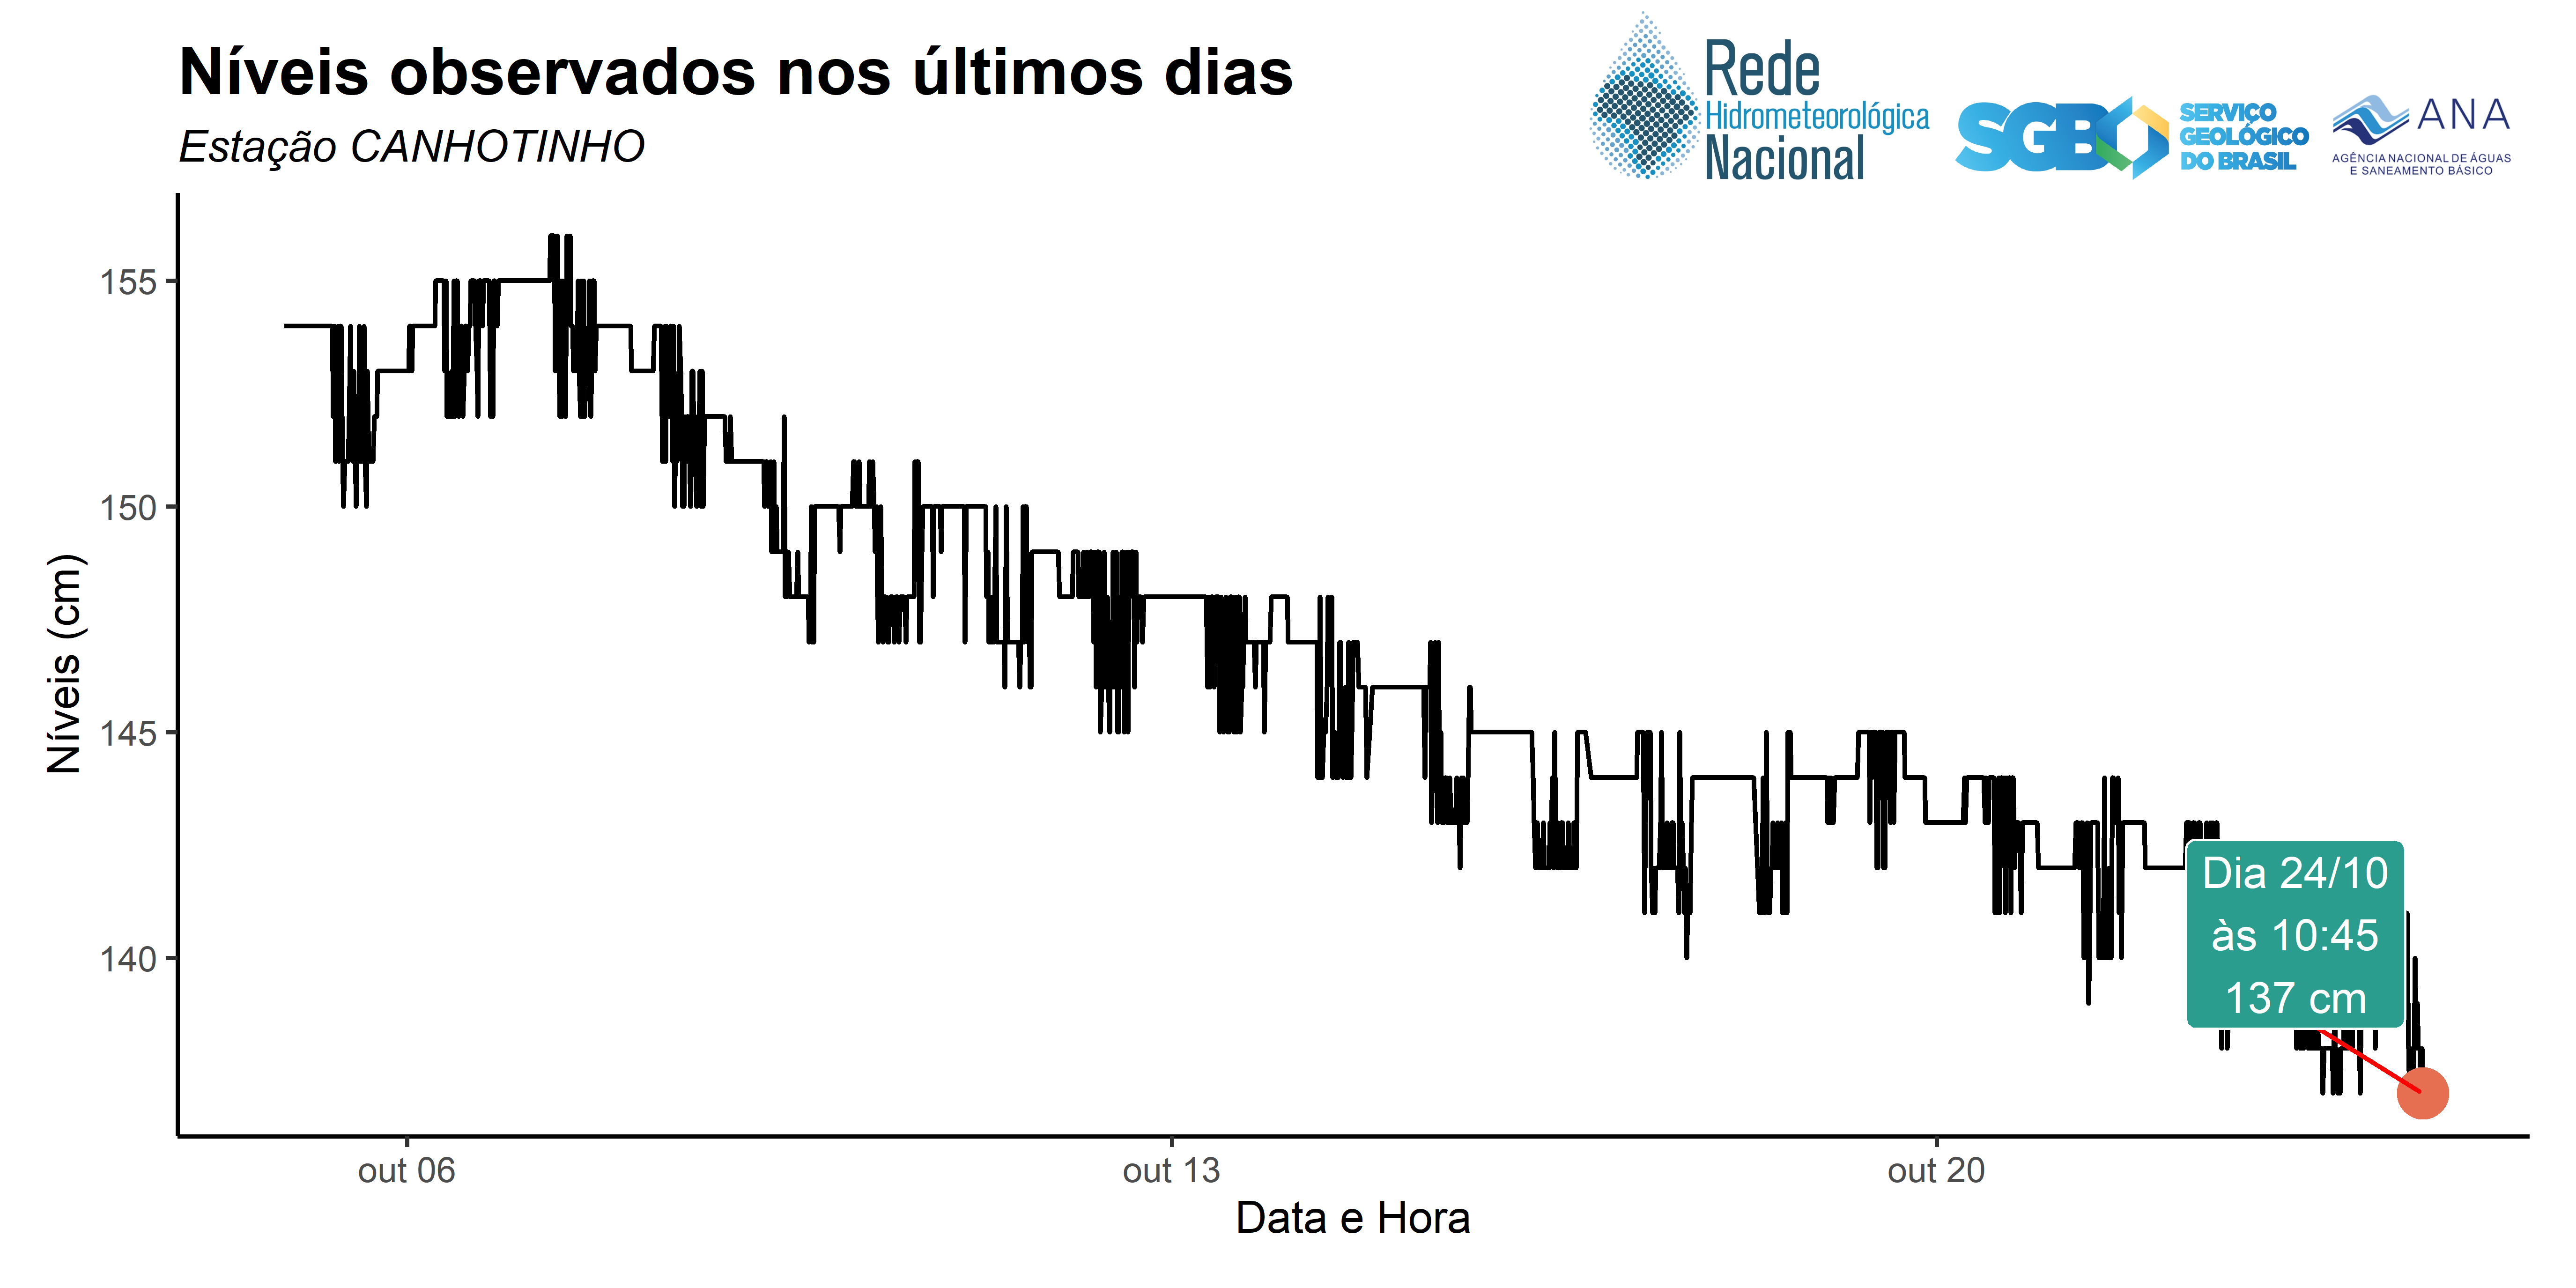 Níveis observados nos últimos dias
Estação CANHOTINHO
Rede
Hidrometeorológica
Nacional
SGB
SERVIÇO
GEOLÓGICO
DO BRASIL
ANA
AGÊNCIA NACIONAL DE ÁGUAS
E SANEAMENTO BÁSICO
Níveis (cm)
155
150
145
140
Dia 24/10
às 10:45
137 cm
out 06
out 13
out 20
Data e Hora